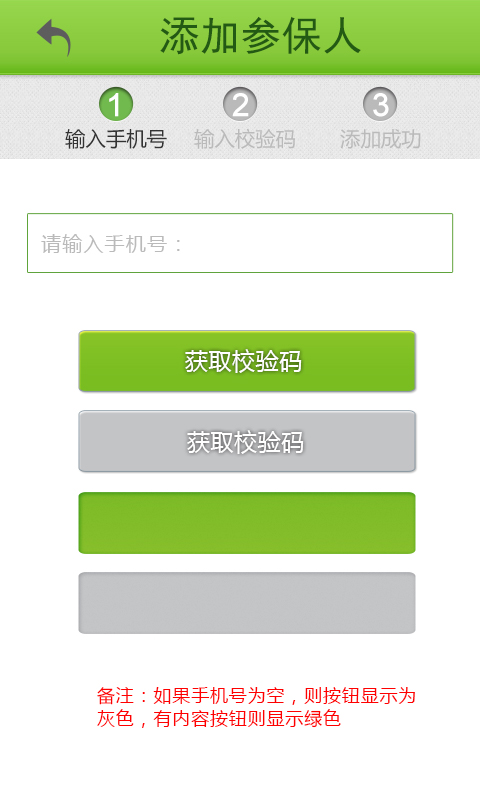 添加参保人
1 2 3
输入手机号 输入校验码 添加成功
请输入手机号：
获取校验码
获取校验码
备注：如果手机号为空，则按钮显示为
灰色，有内容按钮则显示绿色